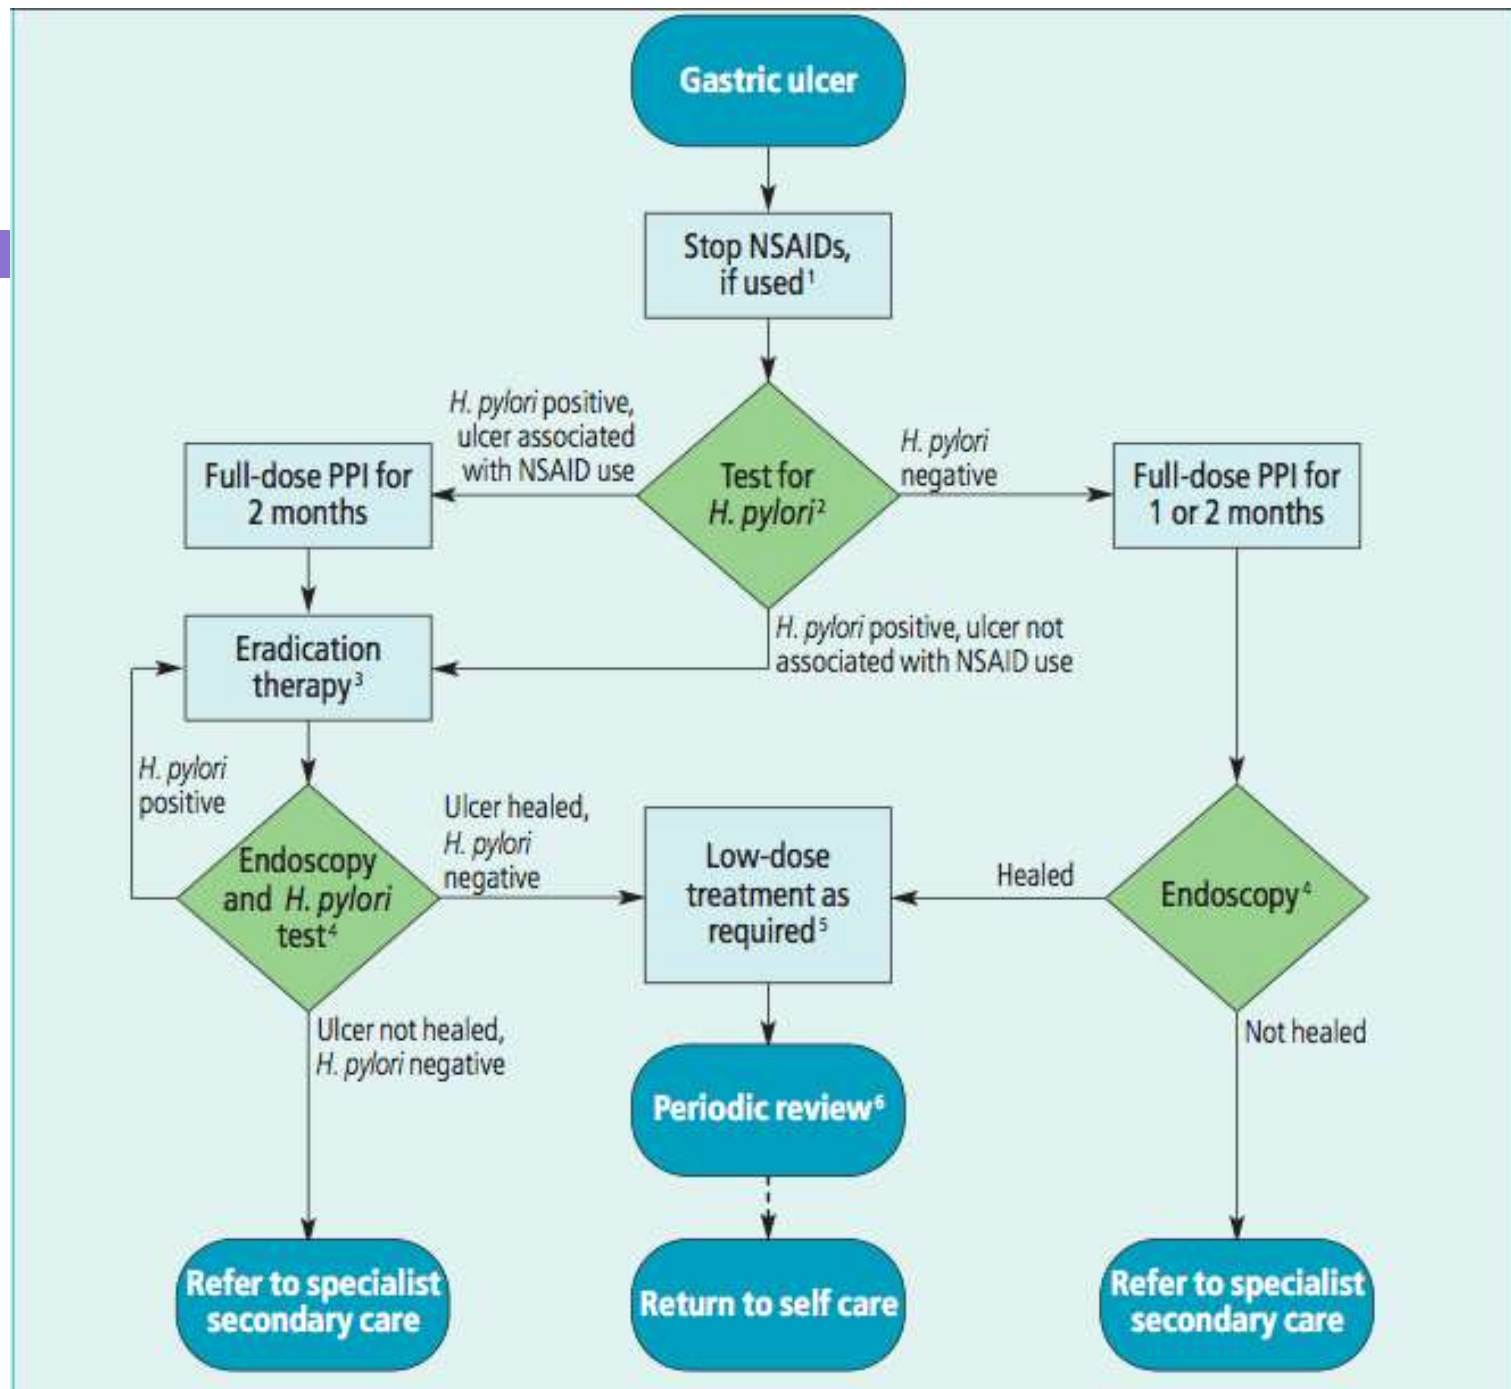 Gastric ulcer
Stop NSAIDs,
if used¹
H. pylori positive,
ulcer associated
with NSAID use
H. pylori
negative
Full-dose PPI for
2 months
Test for
H. pylori²
Full-dose PPI for
1 or 2 months
H. pylori positive, ulcer not
associated with NSAID use
Eradication
therapy³
H. pylori
positive
Ulcer healed,
H. pylori
negative
Endoscopy
and H. pylori
test⁴
Low-dose
treatment as
required⁵
Healed
Endoscopy⁴
Ulcer not healed,
H. pylori negative
Not healed
Periodic review⁶
Refer to specialist
secondary care
Return to self care
Refer to specialist
secondary care